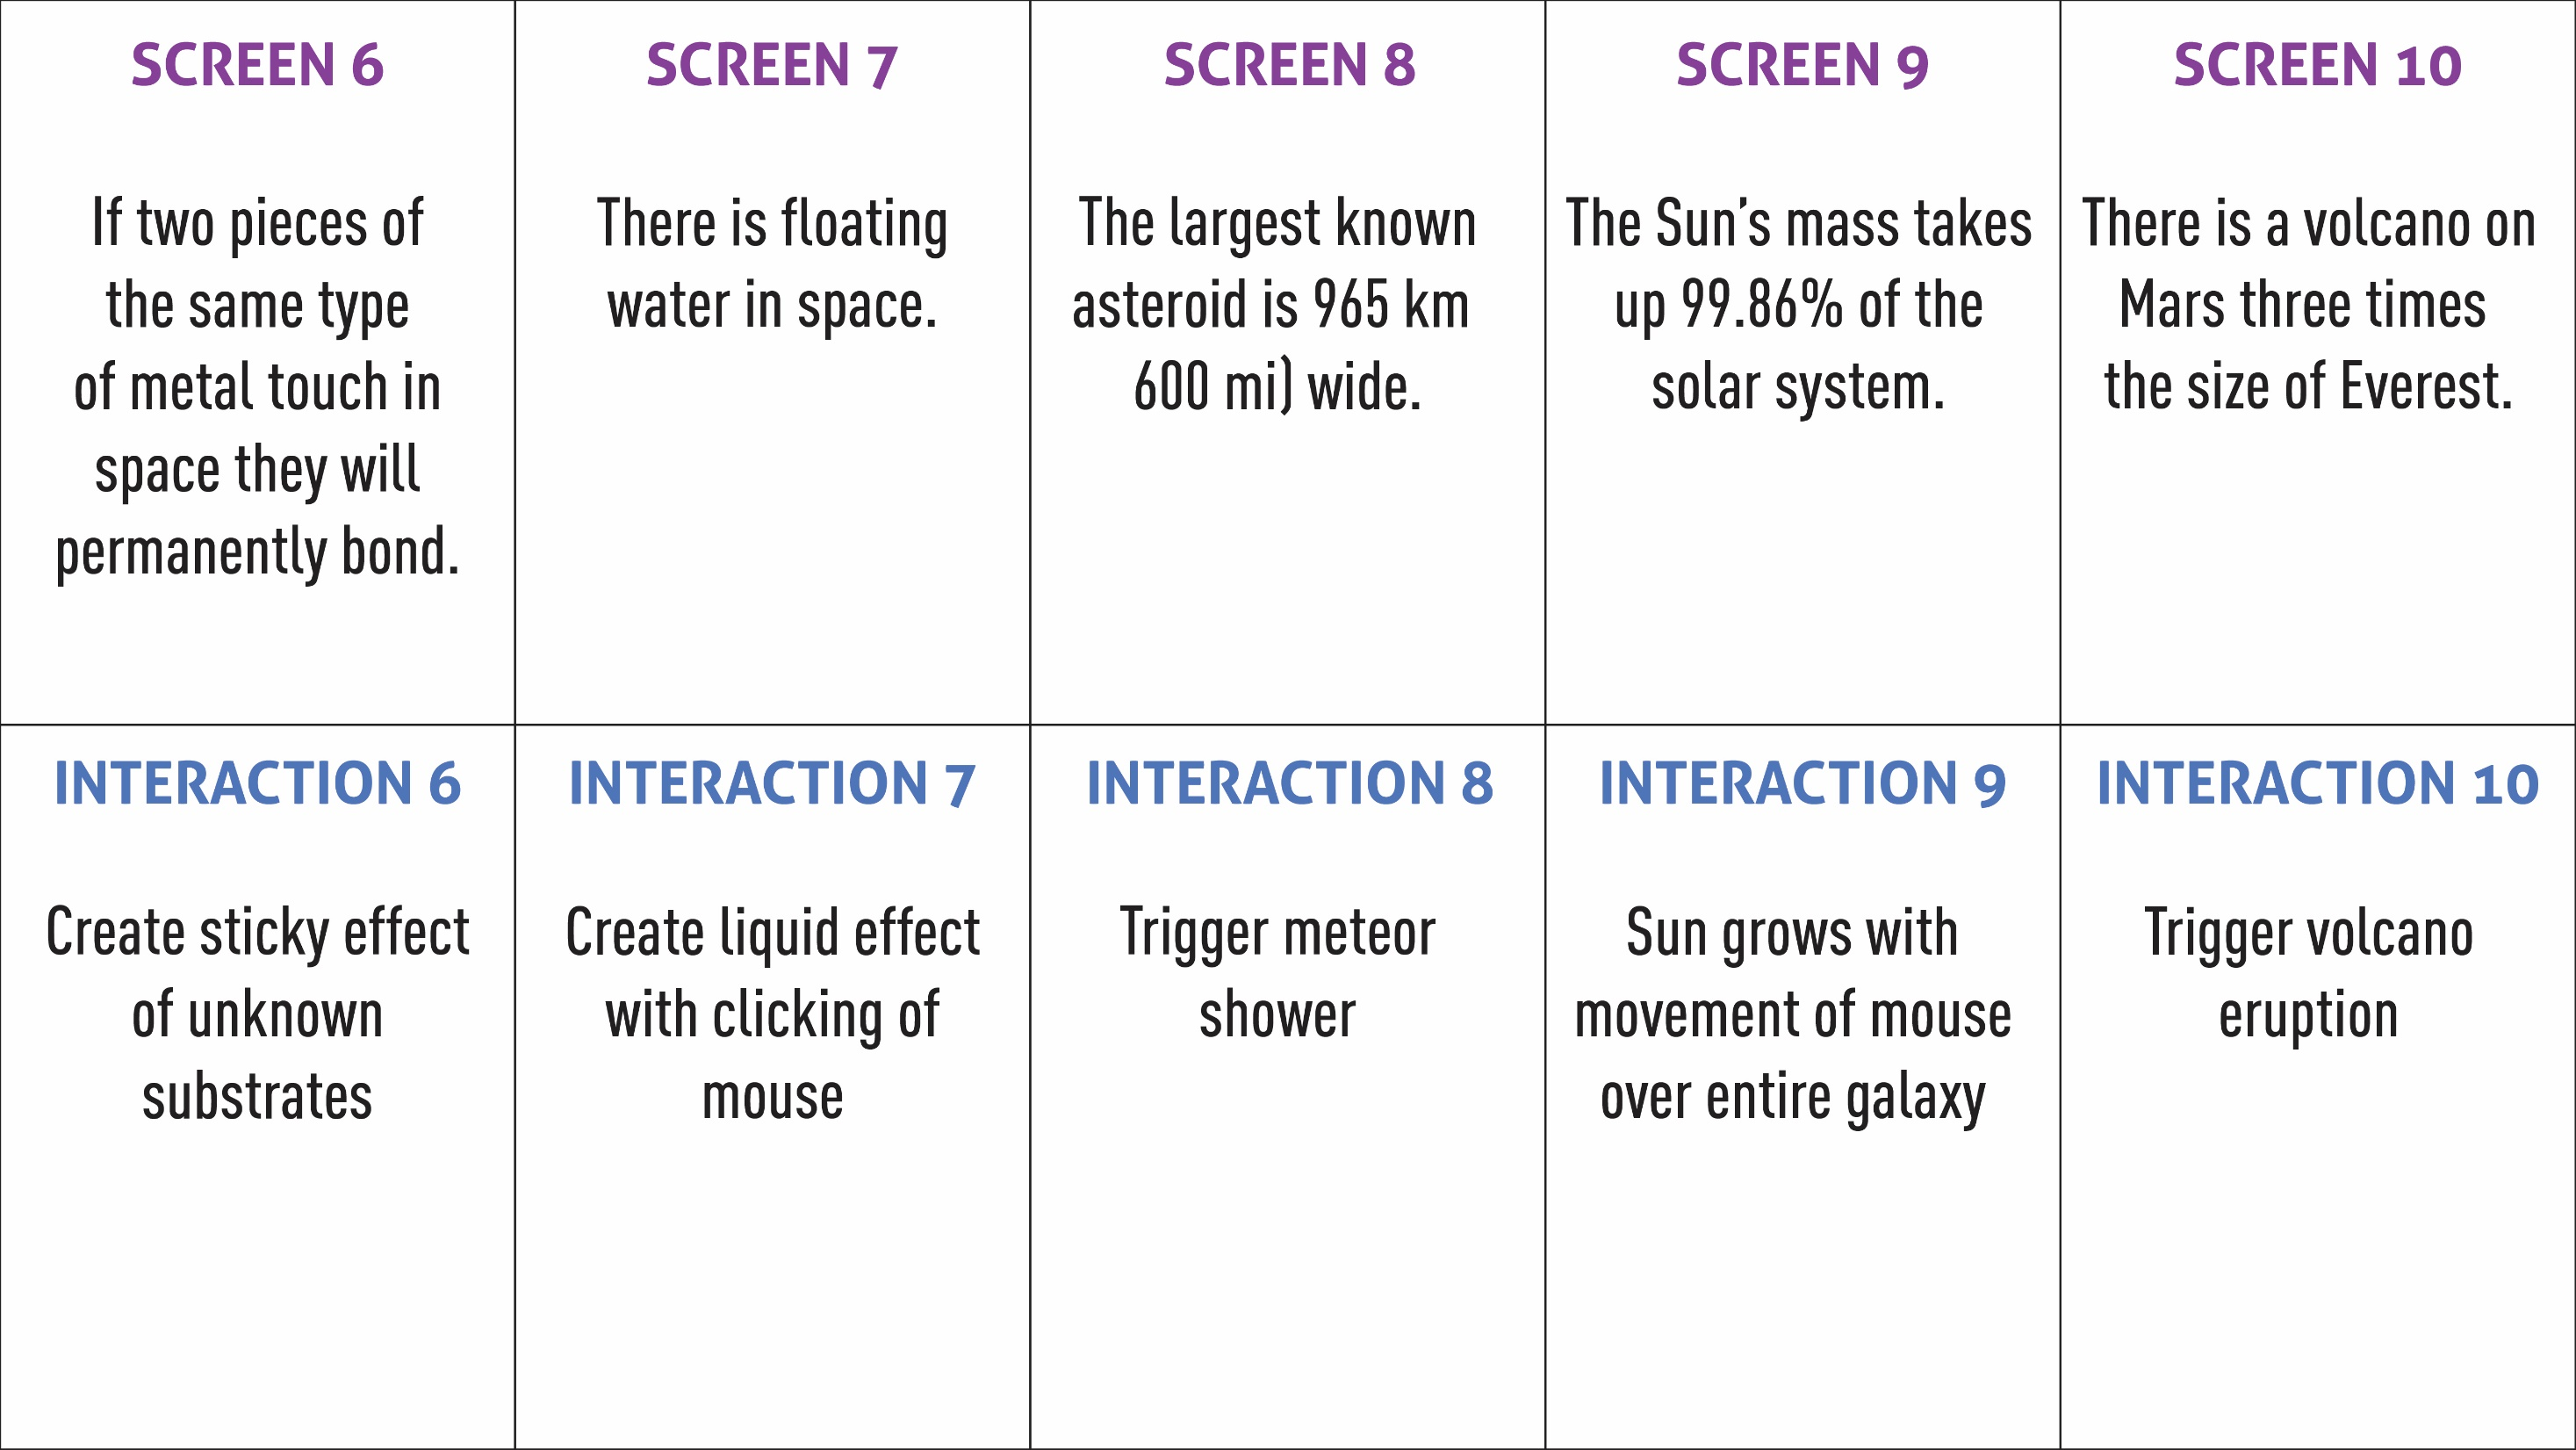 SCREEN 6
If two pieces of
the same type
of metal touch in
space they will
permanently bond.
SCREEN 7
There is floating
water in space.
SCREEN 8
The largest known
asteroid is 965 km
600 mi) wide.
SCREEN 9
The Sun’s mass takes
up 99.86% of the
solar system.
SCREEN 10
There is a volcano on
Mars three times
the size of Everest.
INTERACTION 6
Create sticky effect
of unknown
substrates
INTERACTION 7
Create liquid effect
with clicking of
mouse
INTERACTION 8
Trigger meteor
shower
INTERACTION 9
Sun grows with
movement of mouse
over entire galaxy
INTERACTION 10
Trigger volcano
eruption